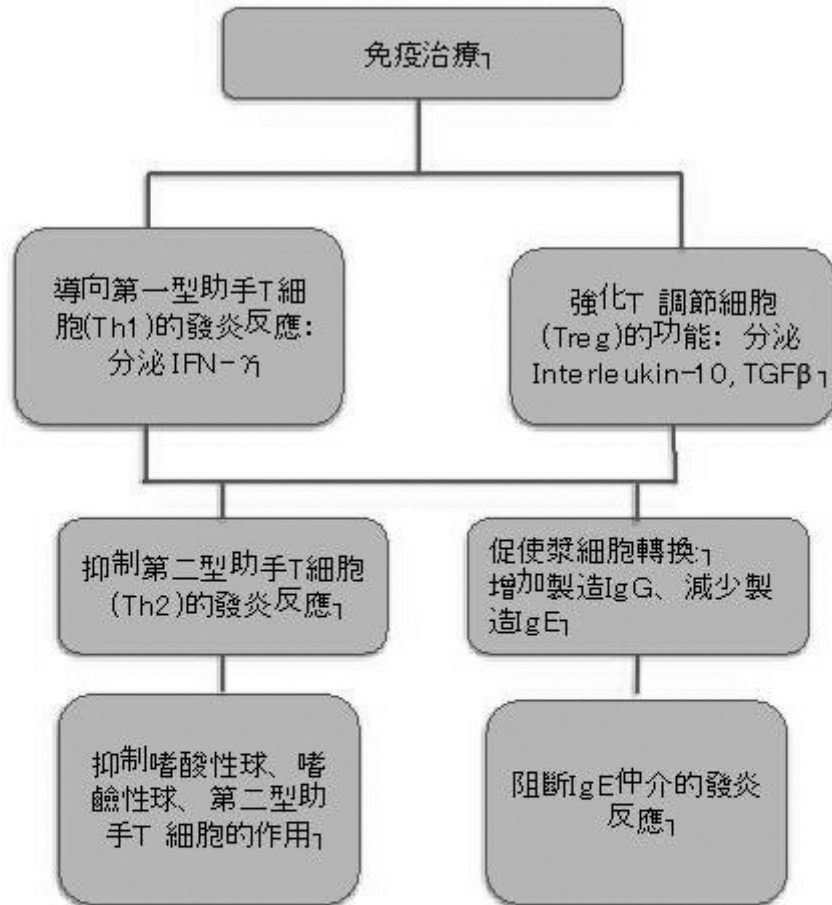 免疫治療┐
導向第一型助手T細
胞(Th1)的發炎反應：
分泌IFN-γ┐
強化T 調節細胞
(Treg)的功能：分泌
Interleukin-10, TGFβ┐
抑制第二型助手T細胞
(Th2)的發炎反應┐
促使漿細胞轉換:┐
增加製造IgG、減少製
造IgE┐
抑制嗜酸性球、嗜
鹼性球、第二型助
手T 細胞的作用┐
阻斷IgE仲介的發炎
反應┐